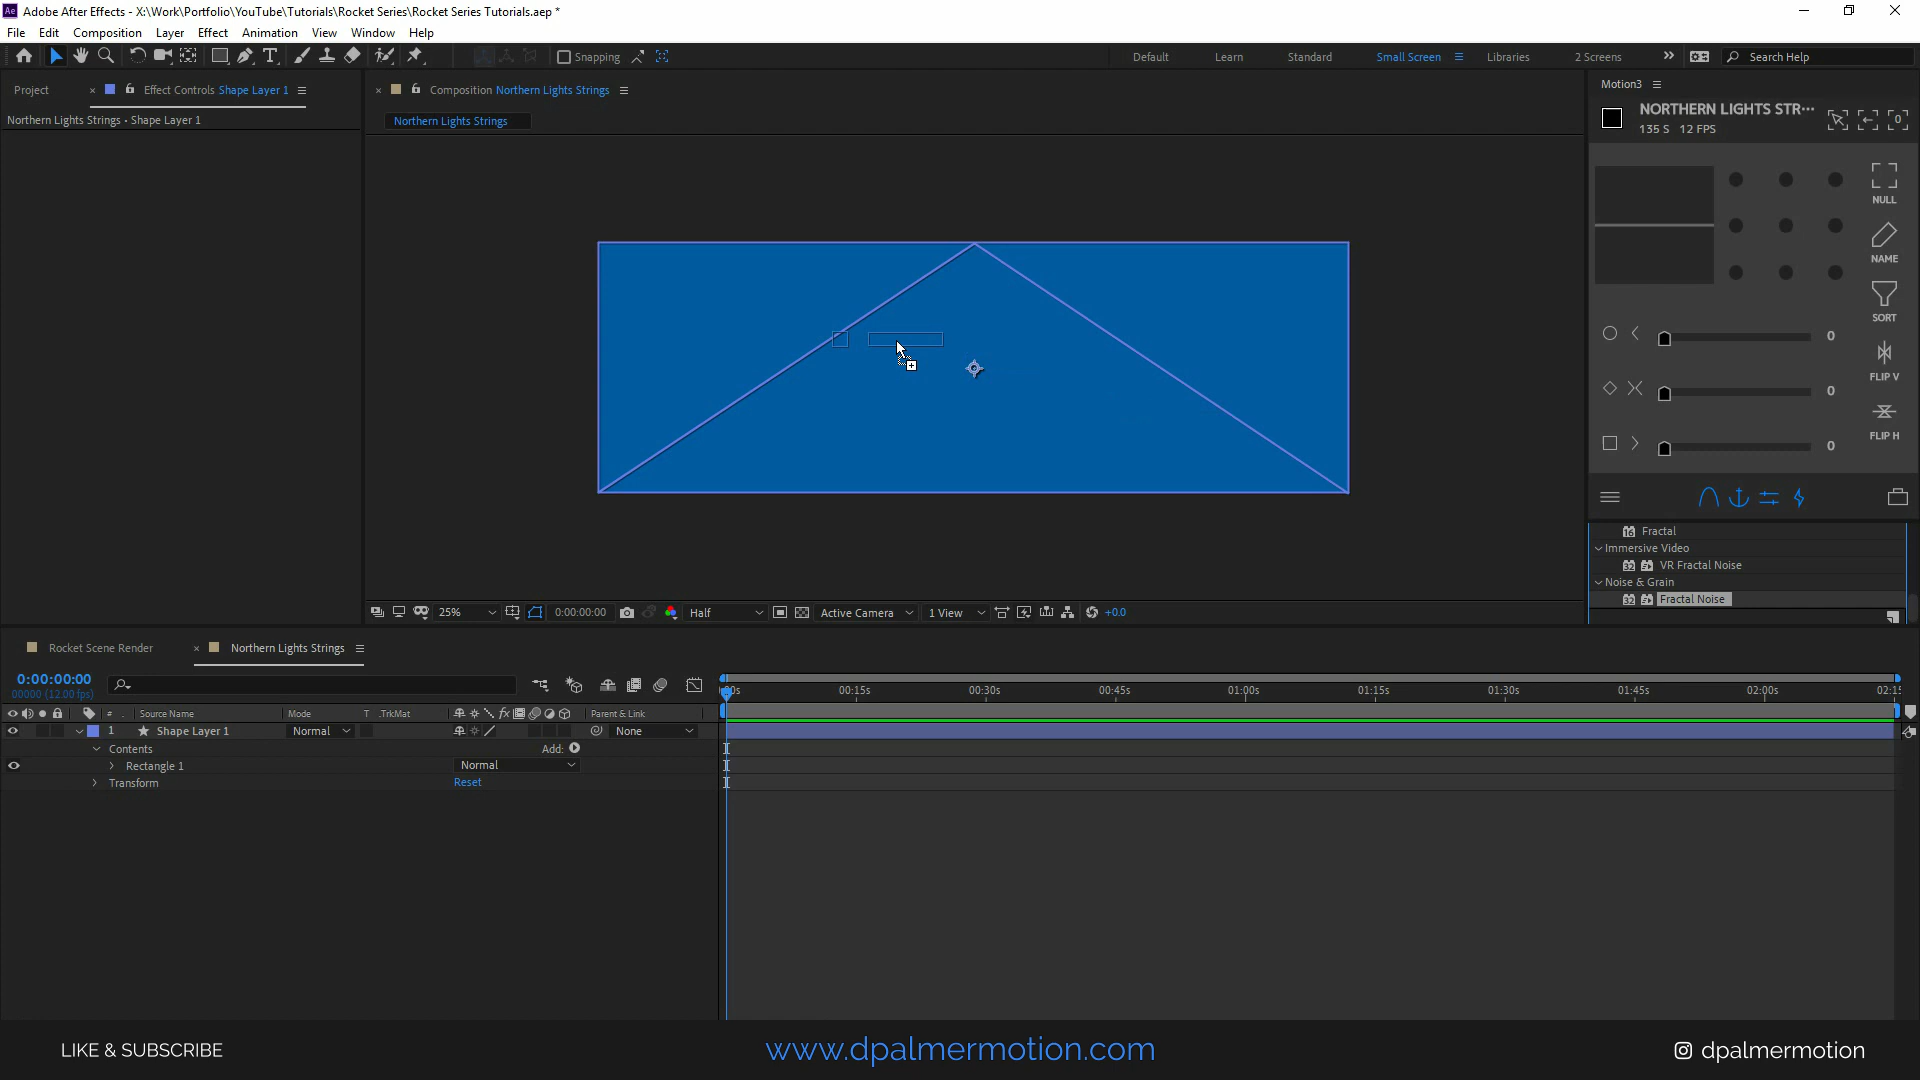 Adobe After Effects - X:\Work\Portfolio\YouTube\Tutorials\Rocket Series\Rocket Series Tutorials.aep *
File Edit Composition Layer Effect Animation View Window Help
Snapping
Default Learn Standard Small Screen Libraries 2 Screens Search Help
Project
Effect Controls Shape Layer 1
Composition Northern Lights Strings
Northern Lights Strings • Shape Layer 1
Northern Lights Strings
Motion3
NORTHERN LIGHTS STR···
135 S 12 FPS
0
NULL
NAME
SORT
0
FLIP V
0
FLIP H
0
Fractal
Immersive Video
VR Fractal Noise
Noise & Grain
Fractal Noise
25% 0:00:00:00 Half Active Camera 1 View +0.0
Rocket Scene Render
Northern Lights Strings
0:00:00:00
00000 (12.00 fps)
00s 00:15s 00:30s 00:45s 01:00s 01:15s 01:30s 01:45s 02:00s 02:15
# Source Name Mode T .TrkMat fx Parent & Link
1 Shape Layer 1 Normal None
Contents Add:
Rectangle 1 Normal
Transform Reset
LIKE & SUBSCRIBE
www.dpalmermotion.com
dpalmermotion